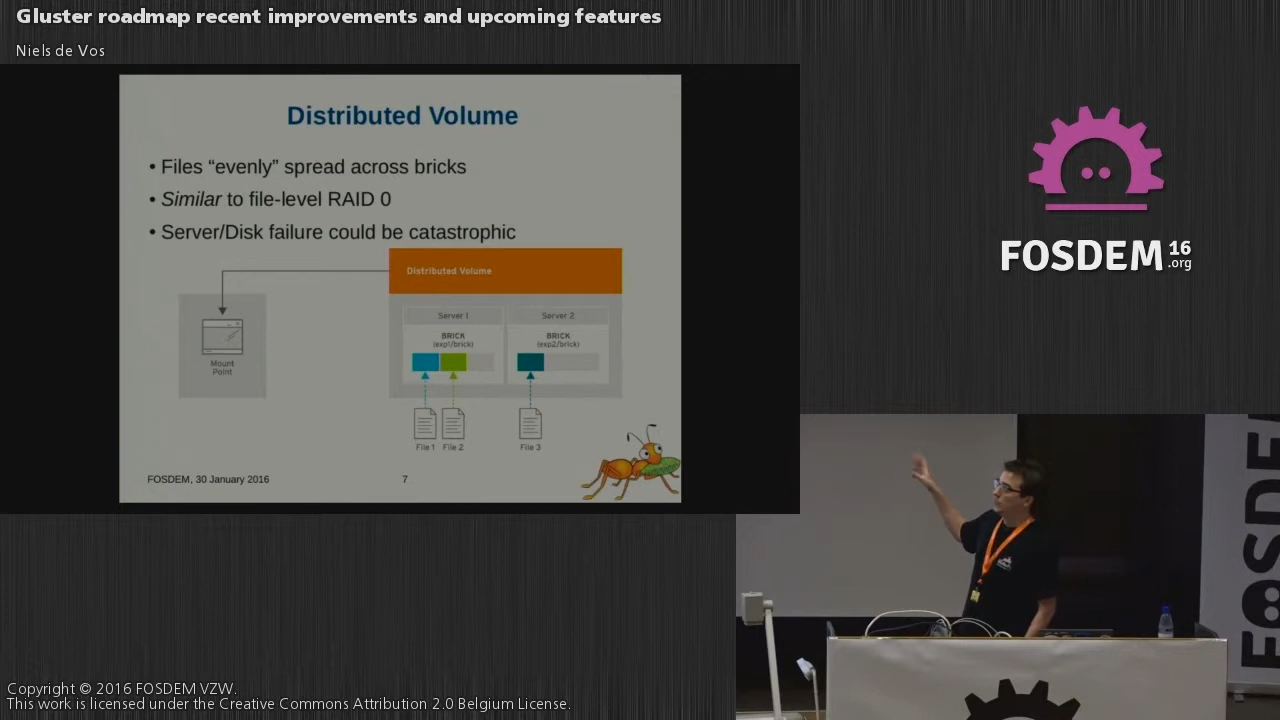 Gluster roadmap recent improvements and upcoming features
Niels de Vos
Distributed Volume
• Files “evenly” spread across bricks
• Similar to file-level RAID 0
• Server/Disk failure could be catastrophic
Distributed Volume
Server 1
Server 2
BRICK
(exp1/brick)
BRICK
(exp2/brick)
Mount
Point
File 1
File 2
File 3
FOSDEM, 30 January 2016
7
FOSDEM 16
.org
FOSDEM
Copyright © 2016 FOSDEM VZW.
This work is licensed under the Creative Commons Attribution 2.0 Belgium License.